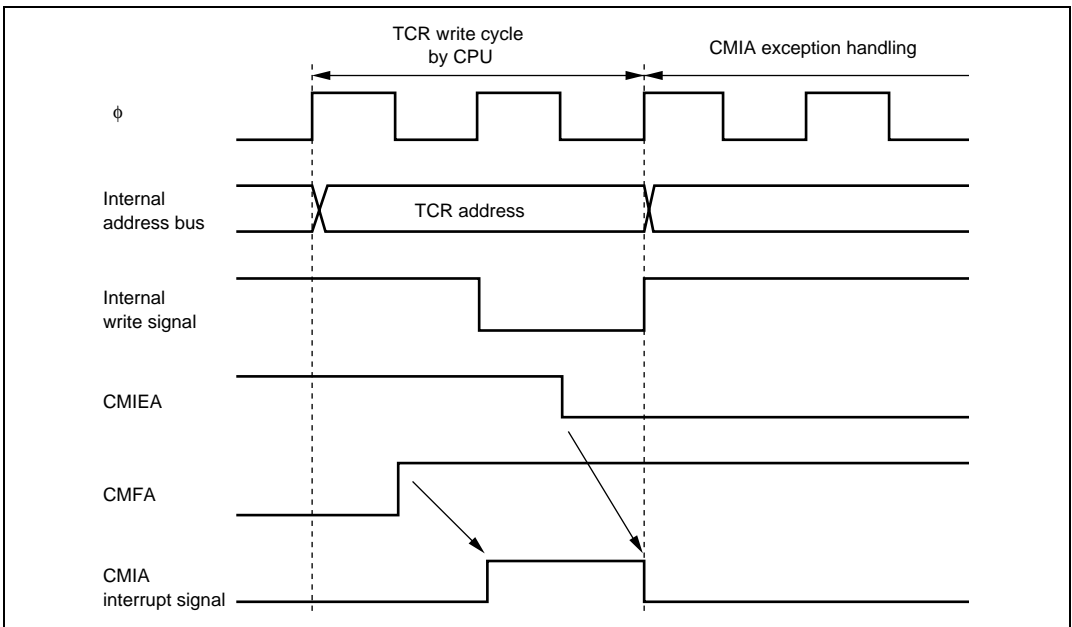 TCR write cycle
by CPU
CMIA exception handling
ϕ
Internal
address bus
TCR address
Internal
write signal
CMIEA
CMFA
CMIA
interrupt signal